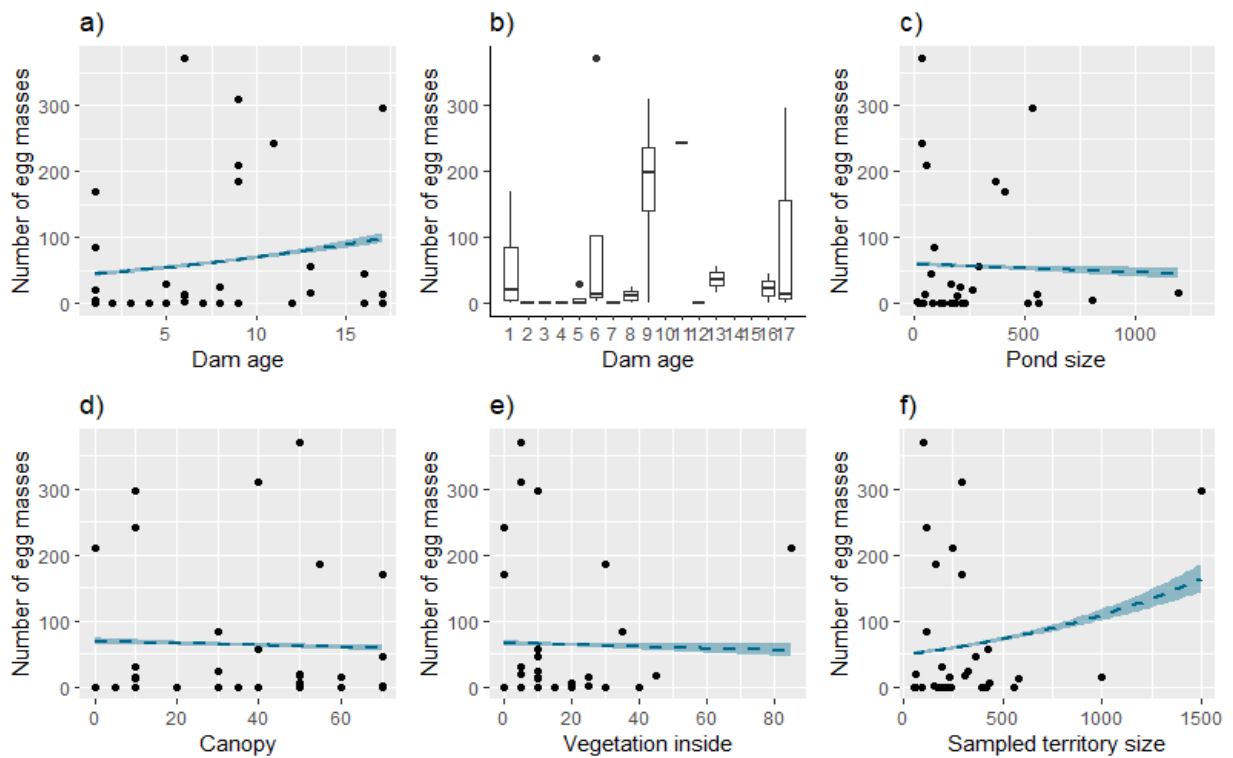 a)
Number of egg masses
300
200
100
0
5
10
15
Dam age
b)
Number of egg masses
300
200
100
0
1 2 3 4 5 6 7 8 9 10 11 12 13 14 15 16 17
Dam age
c)
Number of egg masses
300
200
100
0
0
500
1000
Pond size
d)
Number of egg masses
300
200
100
0
0
20
40
60
Canopy
e)
Number of egg masses
300
200
100
0
0
20
40
60
80
Vegetation inside
f)
Number of egg masses
300
200
100
0
0
500
1000
1500
Sampled territory size